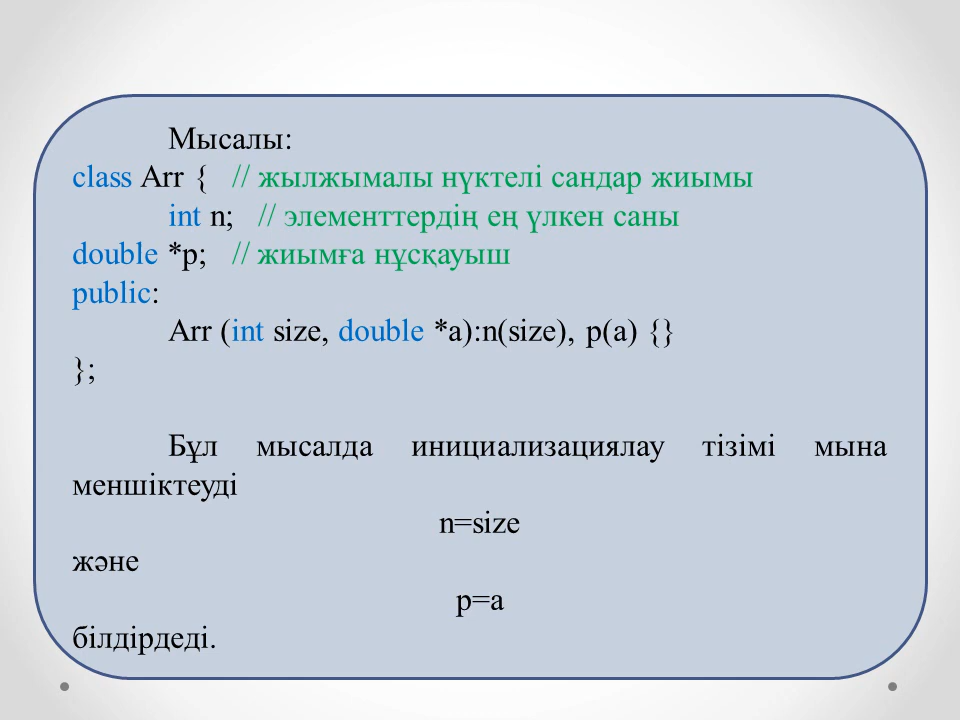 Мысалы:
class Arr { // жылжымалы нүктелі сандар жиымы
int n; // элементтердің ең үлкен саны
double *p; // жиымға нұсқауыш
public:
Arr (int size, double *a):n(size), p(a) {}
};
Бұл мысалда инициализациялау тізімі мына
меншіктеуді
n=size
және
p=a
білдірдеді.